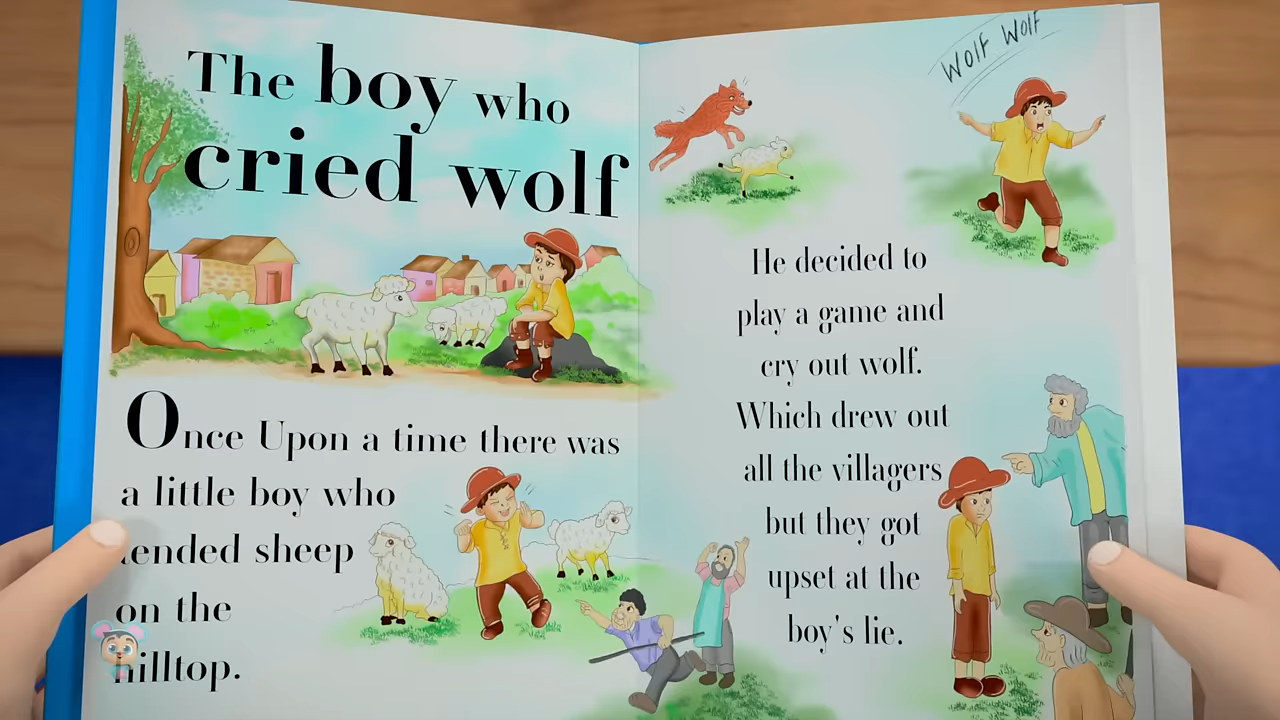 The boy who
cried wolf
Once Upon a time there was
a little boy who
tended sheep
on the
hilltop.
Wolf Wolf
He decided to
play a game and
cry out wolf.
Which drew out
all the villagers
but they got
upset at the
boy's lie.